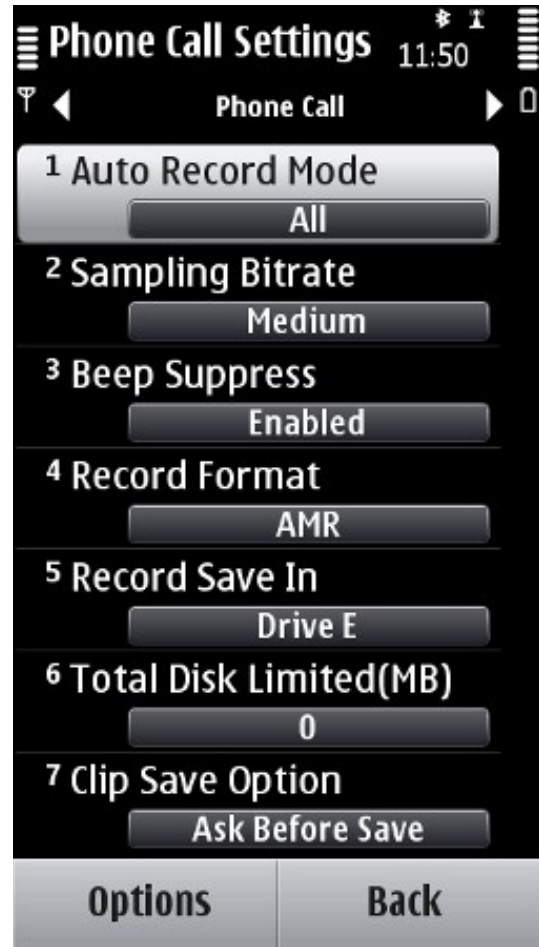 Phone Call Settings
11:50
Phone Call
1 Auto Record Mode
All
2 Sampling Bitrate
Medium
3 Beep Suppress
Enabled
4 Record Format
AMR
5 Record Save In
Drive E
6 Total Disk Limited(MB)
0
7 Clip Save Option
Ask Before Save
Options Back